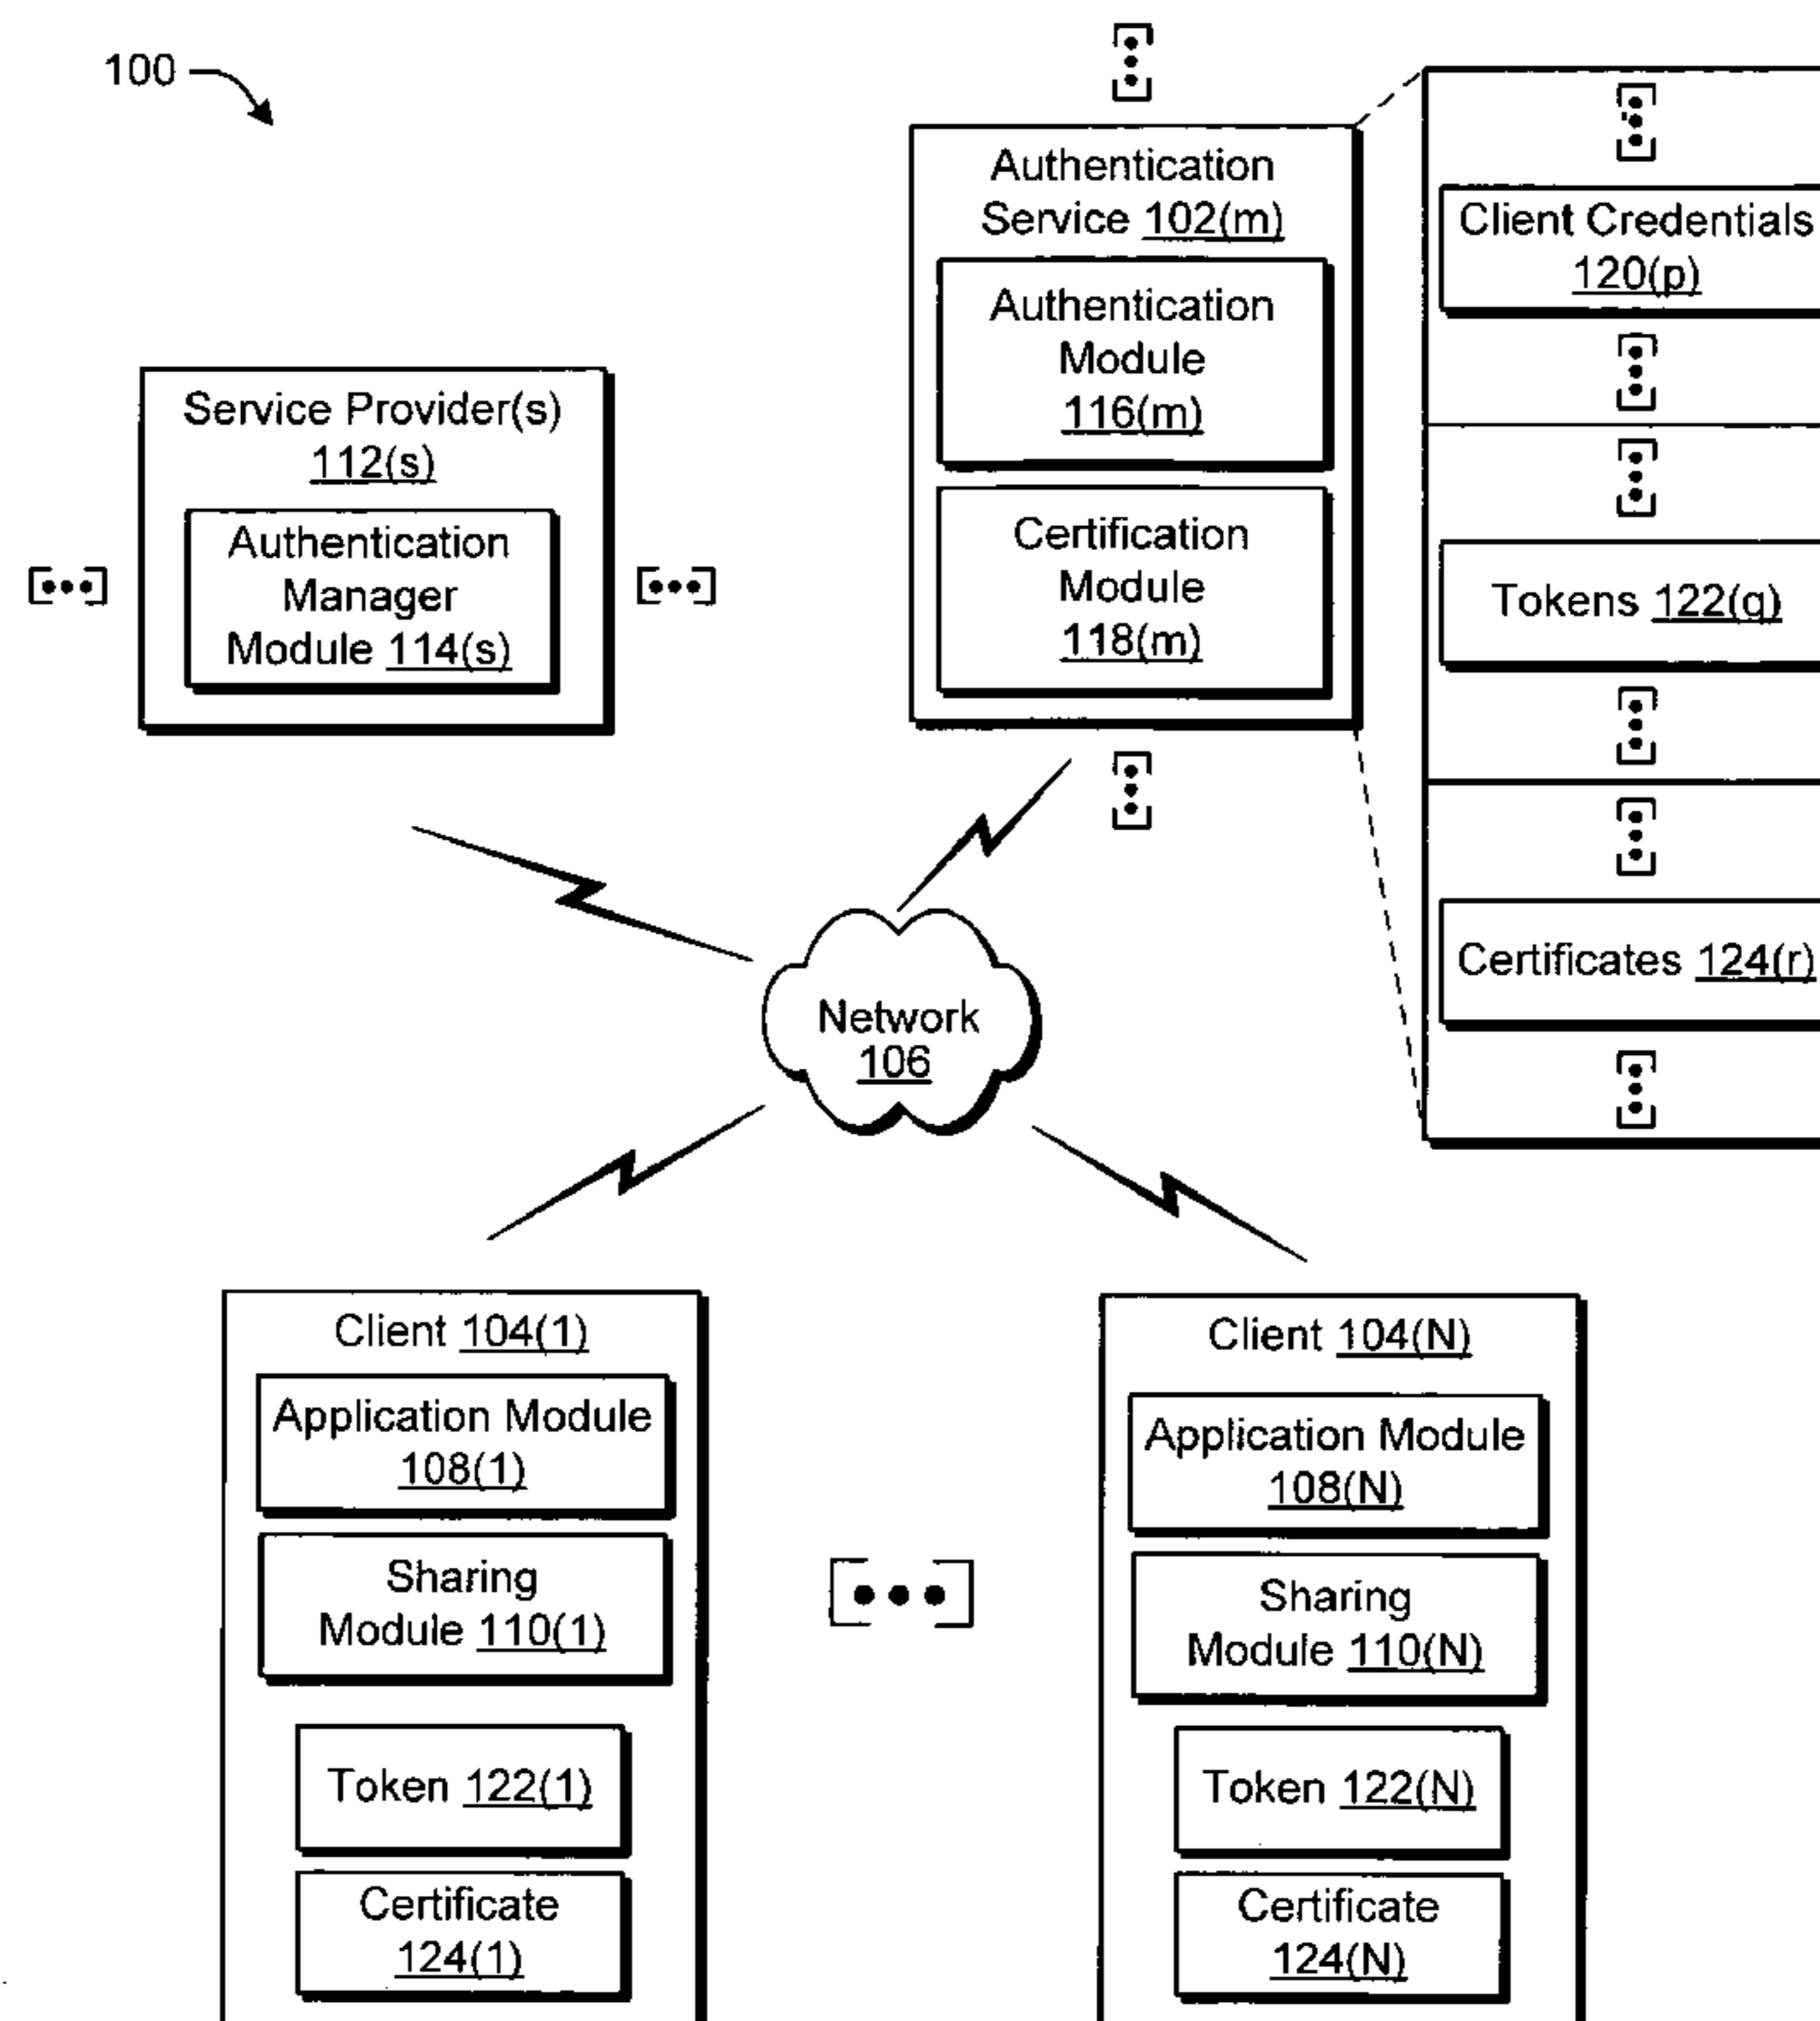 100
Authentication
Service 102(m)
Authentication
Module
116(m)
Certification
Module
118(m)
Client Credentials
120(p)
Tokens 122(q)
Certificates 124(r)
Service Provider(s)
112(s)
Authentication
Manager
Module 114(s)
Network
106
Client 104(1)
Application Module
108(1)
Sharing
Module 110(1)
Token 122(1)
Certificate
124(1)
Client 104(N)
Application Module
108(N)
Sharing
Module 110(N)
Token 122(N)
Certificate
124(N)